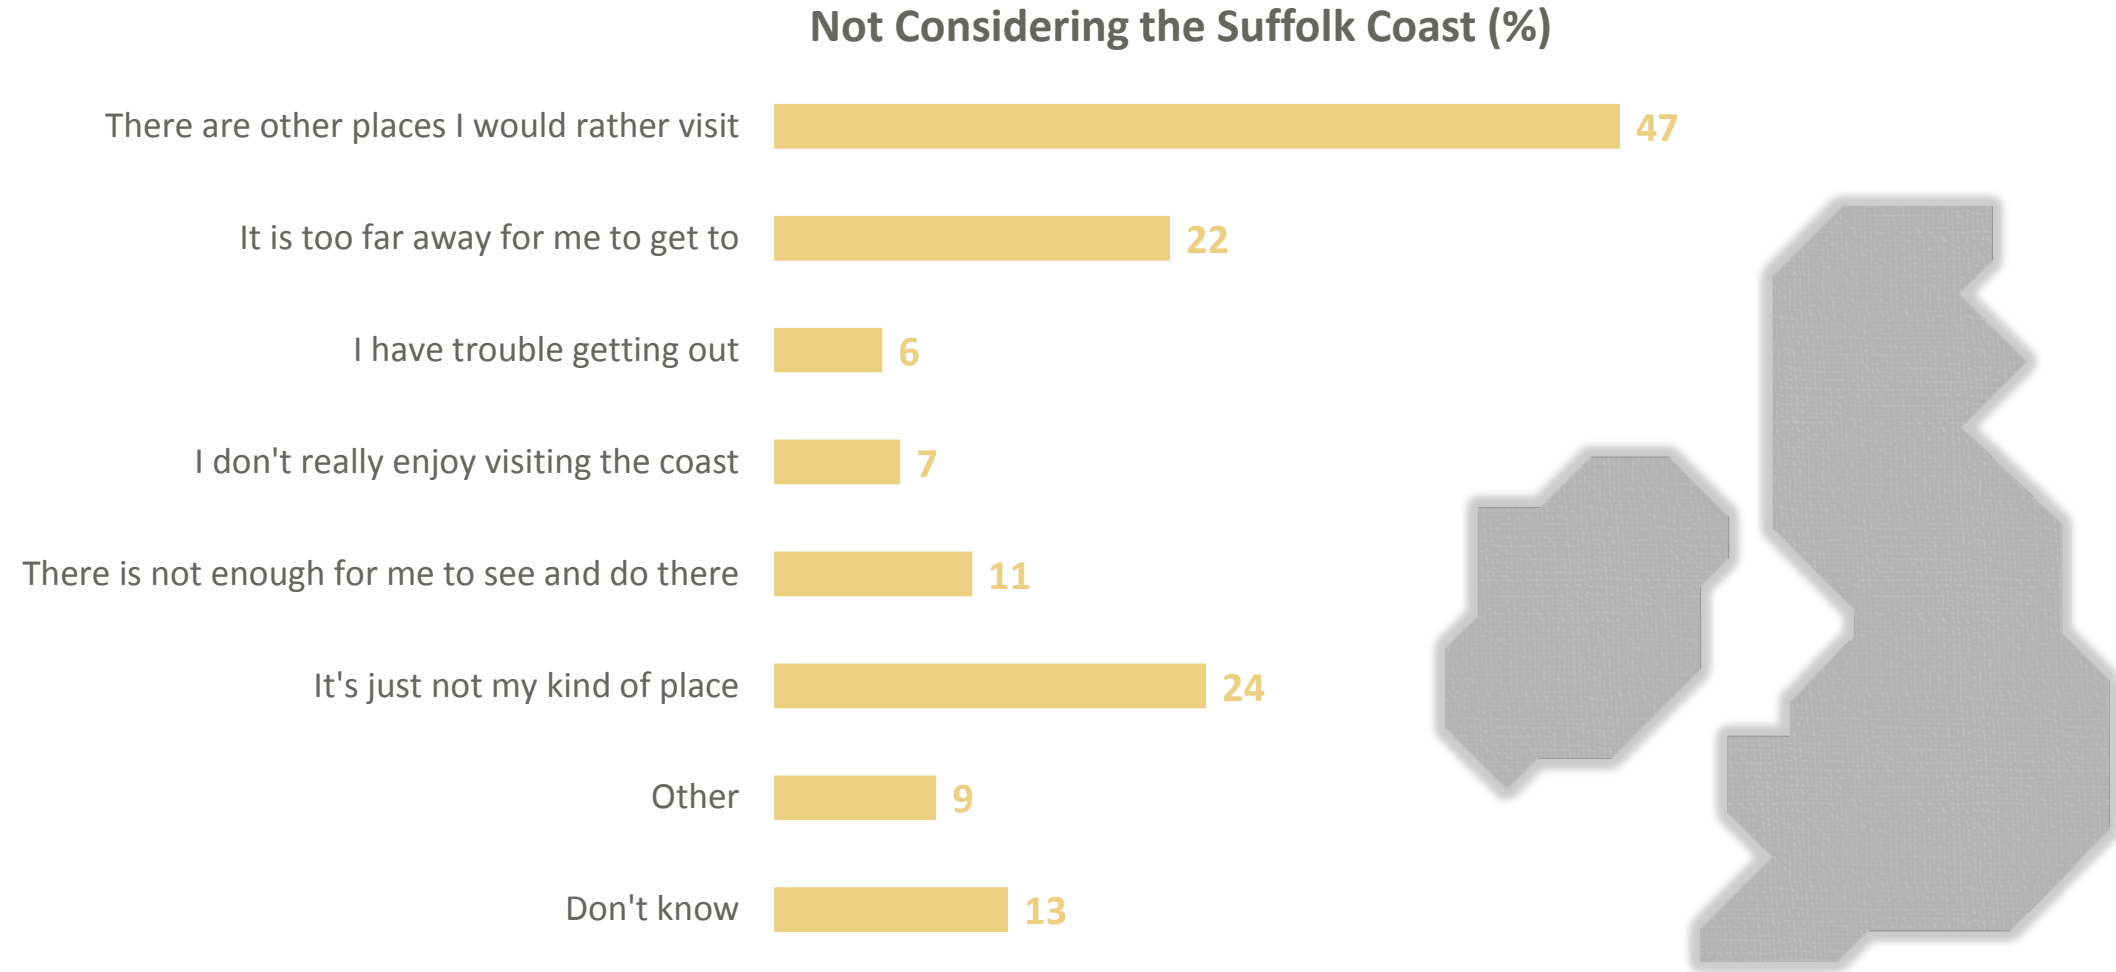 Not Considering the Suffolk Coast (%)
There are other places I would rather visit 47
It is too far away for me to get to 22
I have trouble getting out 6
I don't really enjoy visiting the coast 7
There is not enough for me to see and do there 11
It's just not my kind of place 24
Other 9
Don't know 13